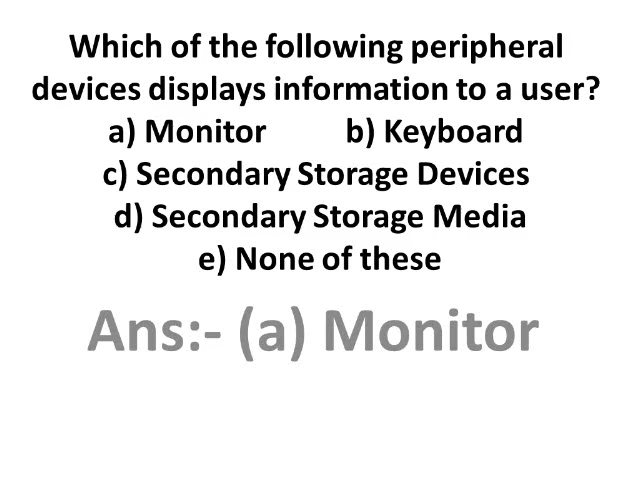 Which of the following peripheral
devices displays information to a user?
a) Monitor b) Keyboard
c) Secondary Storage Devices
d) Secondary Storage Media
e) None of these
Ans:- (a) Monitor